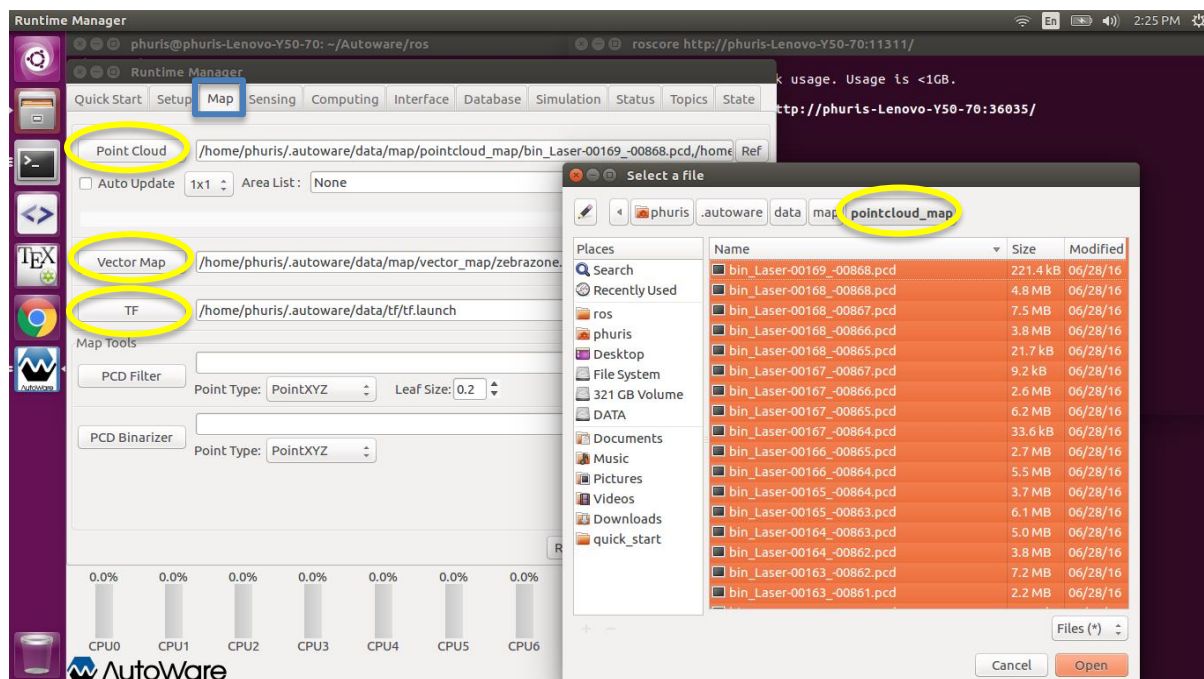 Runtime Manager
En
2:25 PM
phuris@phuris-Lenovo-Y50-70: ~/Autoware/ros
roscore http://phuris-Lenovo-Y50-70:11311/
Runtime Manager
k usage. Usage is <1GB.
ttp://phuris-Lenovo-Y50-70:36035/
Quick Start Setup Map Sensing Computing Interface Database Simulation Status Topics State
Point Cloud /home/phuris/.autoware/data/map/pointcloud_map/bin_Laser-00169_-00868.pcd,/home Ref
Auto Update 1x1 Area List: None
Vector Map /home/phuris/.autoware/data/map/vector_map/zebrazone.
TF /home/phuris/.autoware/data/tf/tf.launch
Map Tools
PCD Filter
Point Type: PointXYZ Leaf Size: 0.2
PCD Binarizer
Point Type: PointXYZ
R
0.0% 0.0% 0.0% 0.0% 0.0% 0.0% 0.0%
CPU0 CPU1 CPU2 CPU3 CPU4 CPU5 CPU6
AutoWare
TEX
AutoWare
Select a file
phuris .autoware data map pointcloud_map
Places
Search
Recently Used
ros
phuris
Desktop
File System
321 GB Volume
DATA
Documents
Music
Pictures
Videos
Downloads
quick_start
Name Size Modified
bin_Laser-00169_-00868.pcd 221.4 kB 06/28/16
bin_Laser-00168_-00868.pcd 4.8 MB 06/28/16
bin_Laser-00168_-00867.pcd 7.5 MB 06/28/16
bin_Laser-00168_-00866.pcd 3.8 MB 06/28/16
bin_Laser-00168_-00865.pcd 21.7 kB 06/28/16
bin_Laser-00167_-00867.pcd 9.2 kB 06/28/16
bin_Laser-00167_-00866.pcd 2.6 MB 06/28/16
bin_Laser-00167_-00865.pcd 6.2 MB 06/28/16
bin_Laser-00167_-00864.pcd 33.6 kB 06/28/16
bin_Laser-00166_-00865.pcd 2.7 MB 06/28/16
bin_Laser-00166_-00864.pcd 5.5 MB 06/28/16
bin_Laser-00165_-00864.pcd 3.7 MB 06/28/16
bin_Laser-00165_-00863.pcd 6.1 MB 06/28/16
bin_Laser-00164_-00863.pcd 5.0 MB 06/28/16
bin_Laser-00164_-00862.pcd 3.8 MB 06/28/16
bin_Laser-00163_-00862.pcd 7.2 MB 06/28/16
bin_Laser-00163_-00861.pcd 2.2 MB 06/28/16
Files (*)
Cancel Open